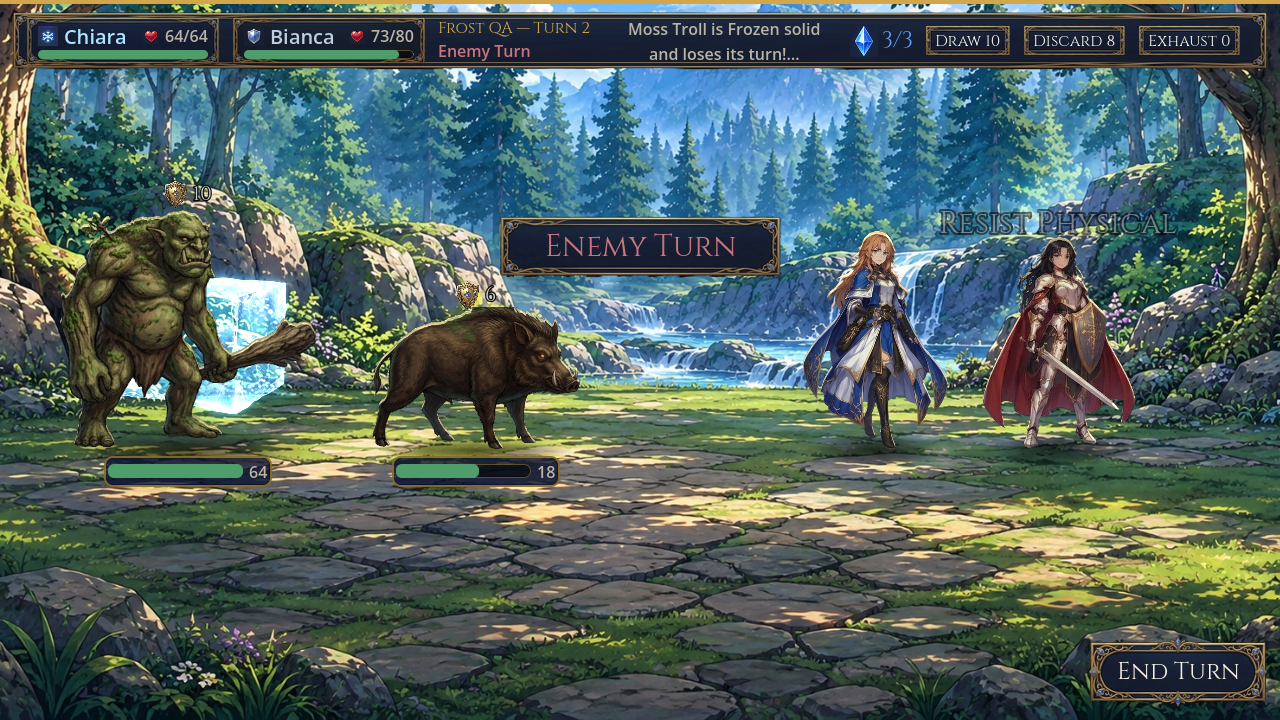 Chiara 64/64
Bianca 73/80
Frost QA — Turn 2
Enemy Turn
Moss Troll is Frozen solid
and loses its turn!...
3/3
Draw 10
Discard 8
Exhaust 0
10
Resist Physical
Enemy Turn
6
64
18
End Turn